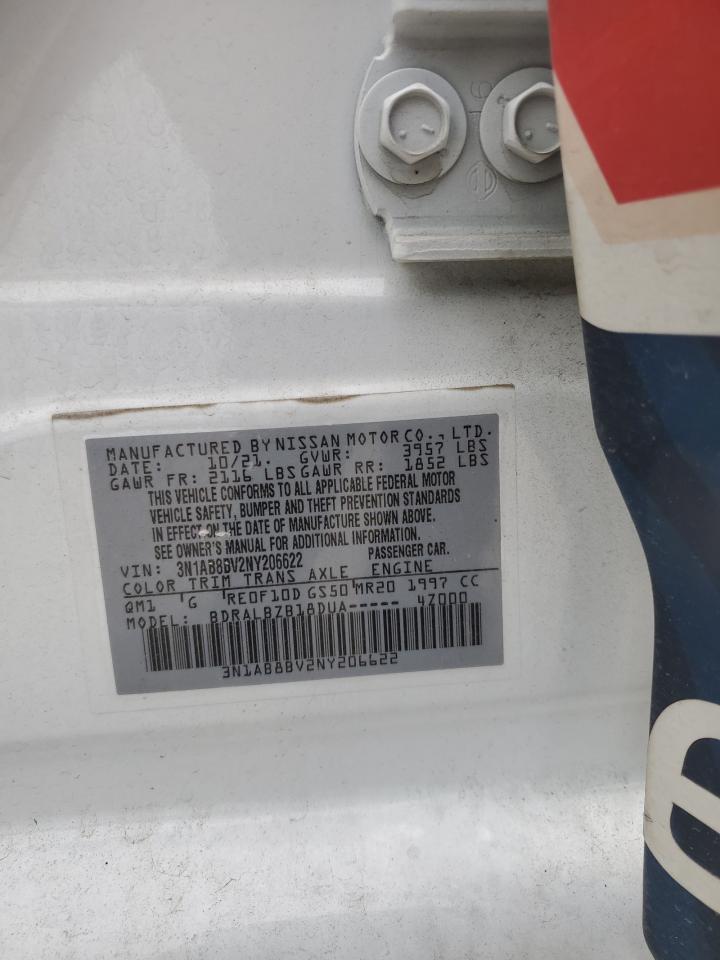 MANUFACTURED BY NISSAN MOTOR CO., LTD.
DATE: 10/21. GVWR: 3957 LBS
GAWR FR: 2116 LBS GAWR RR: 1852 LBS
THIS VEHICLE CONFORMS TO ALL APPLICABLE FEDERAL MOTOR
VEHICLE SAFETY, BUMPER AND THEFT PREVENTION STANDARDS
IN EFFECT ON THE DATE OF MANUFACTURE SHOWN ABOVE.
SEE OWNER'S MANUAL FOR ADDITIONAL INFORMATION.
VIN: 3N1AB8BV2NY206622 PASSENGER CAR.
COLOR TRIM TRANS AXLE ENGINE
QM1 G RE0F10D GS50 MR20 1997 CC
MODEL: BDRALBZB18DUA----- 4Z000
3N1AB8BV2NY206622
e